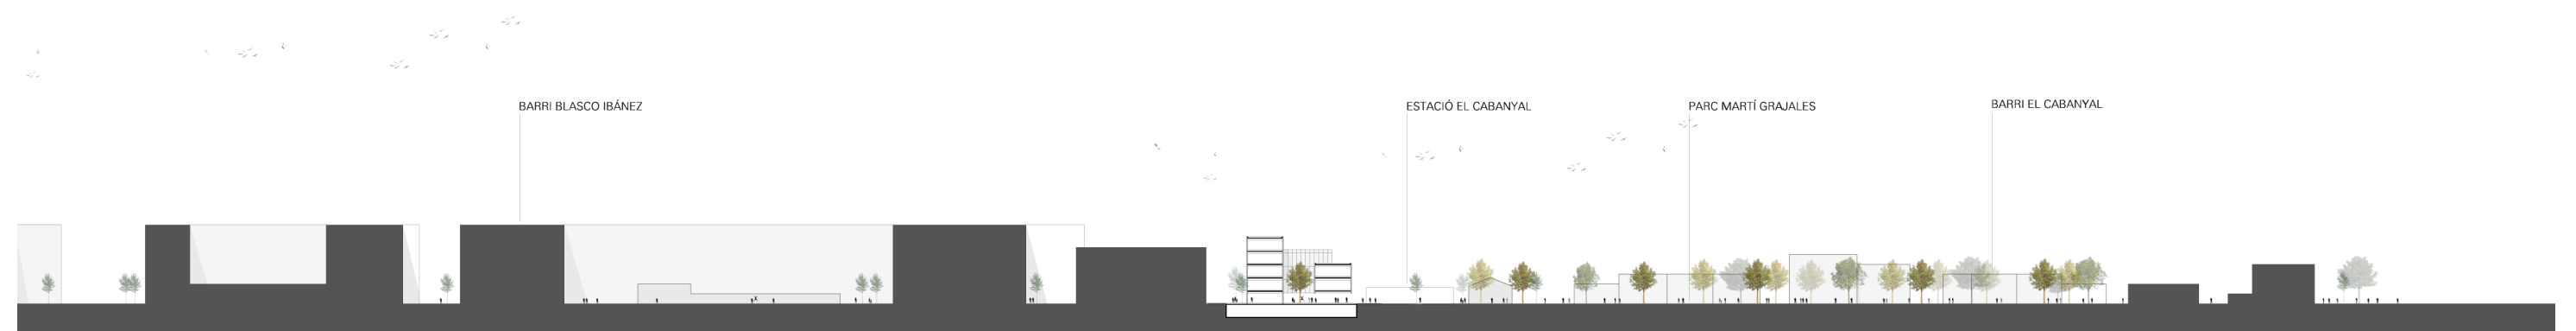 BARRI BLASCO IBÁNEZ
ESTACIÓ EL CABANYAL
PARC MARTÍ GRAJALES
BARRI EL CABANYAL